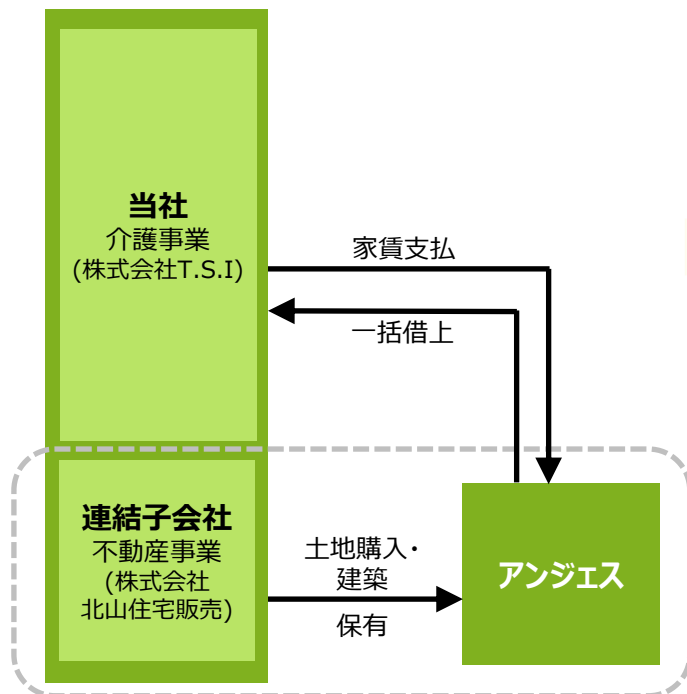 当社
介護事業
(株式会社T.S.I)
家賃支払
一括借上
連結子会社
不動産事業
(株式会社
北山住宅販売)
土地購入・
建築
保有
アンジェス